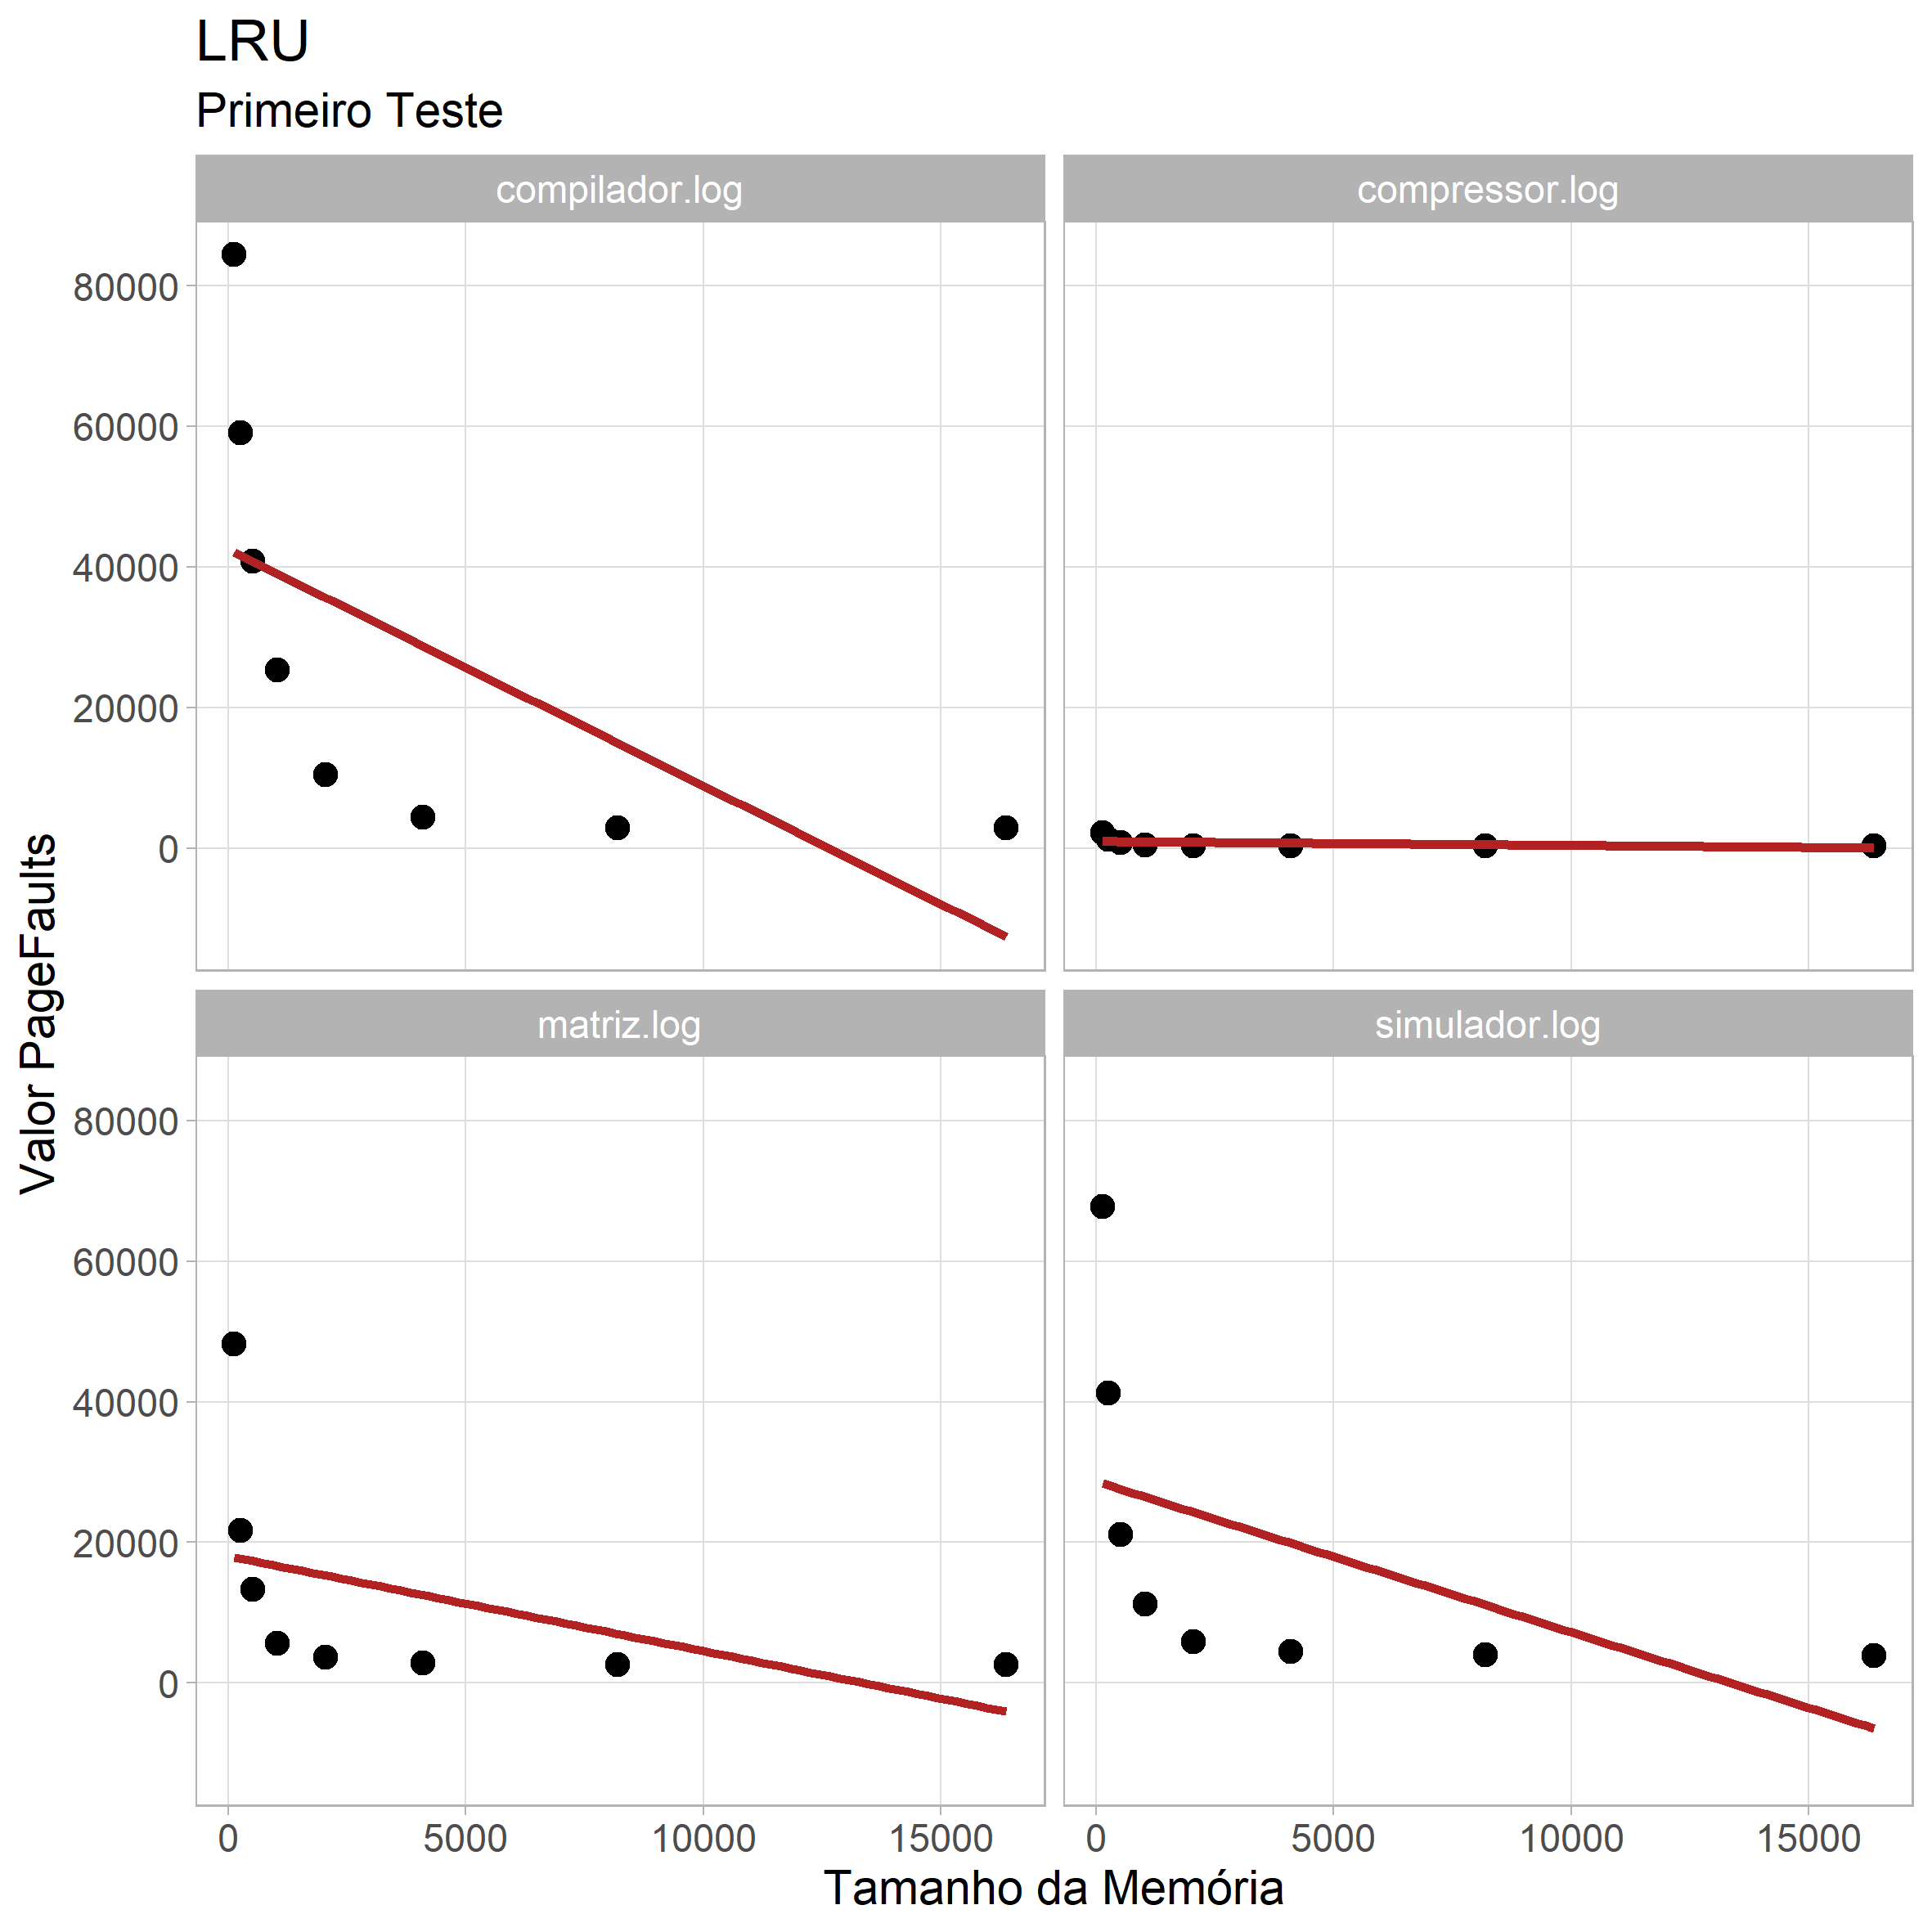 LRU
Primeiro Teste
compilador.log
compressor.log
80000
60000
40000
20000
0
matriz.log
simulador.log
80000
60000
40000
20000
0
0 5000 10000 15000
0 5000 10000 15000
Tamanho da Memória
Valor PageFaults